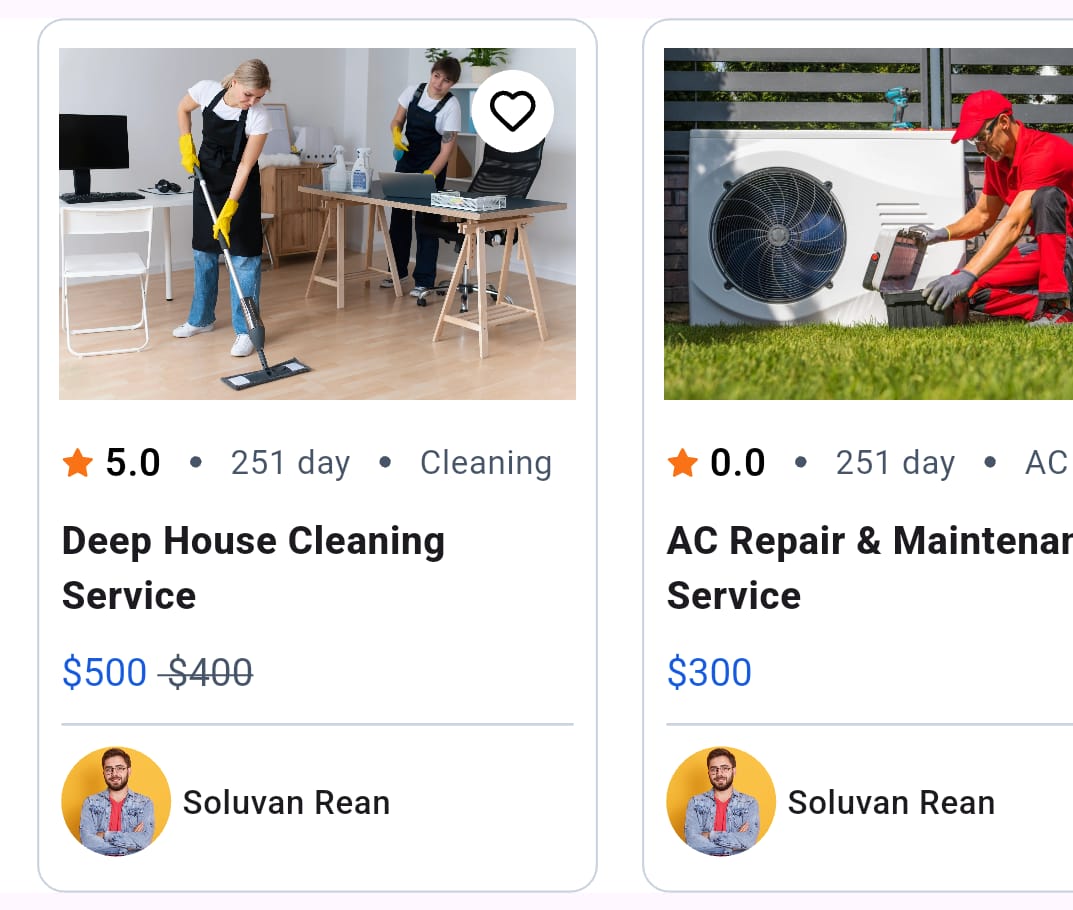 5.0 • 251 day • Cleaning
Deep House Cleaning
Service
$500 $400
Soluvan Rean
0.0 • 251 day • AC
AC Repair & Maintenan
Service
$300
Soluvan Rean